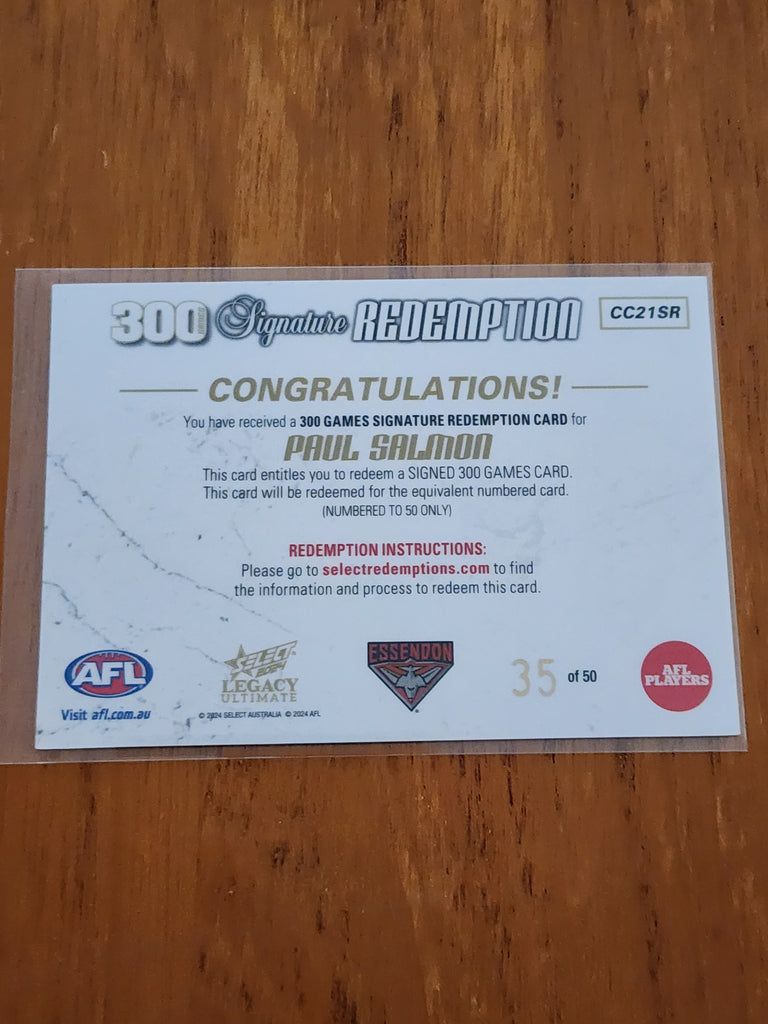 300 GAMES Signature REDEMPTION
CC21SR
CONGRATULATIONS!
You have received a 300 GAMES SIGNATURE REDEMPTION CARD for
PAUL SALMON
This card entitles you to redeem a SIGNED 300 GAMES CARD.
This card will be redeemed for the equivalent numbered card.
(NUMBERED TO 50 ONLY)
REDEMPTION INSTRUCTIONS:
Please go to selectredemptions.com to find
the information and process to redeem this card.
AFL
Visit afl.com.au
SELECT
2024
LEGACY
ULTIMATE
© 2024 SELECT AUSTRALIA © 2024 AFL
ESSENDON
35 of 50
AFL
PLAYERS